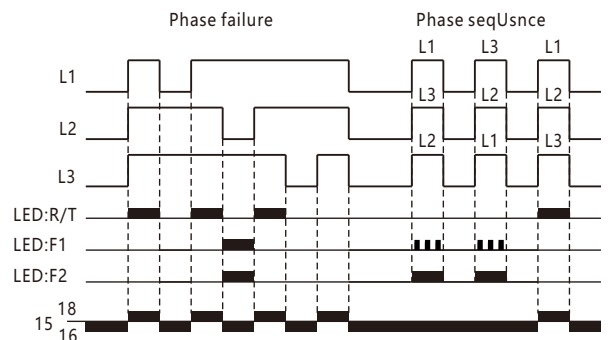 Phase failure
Phase seqUsnce
L1 L3 L1
L1
L3 L2 L2
L2
L2 L1 L3
L3
LED:R/T
LED:F1
LED:F2
18
15
16